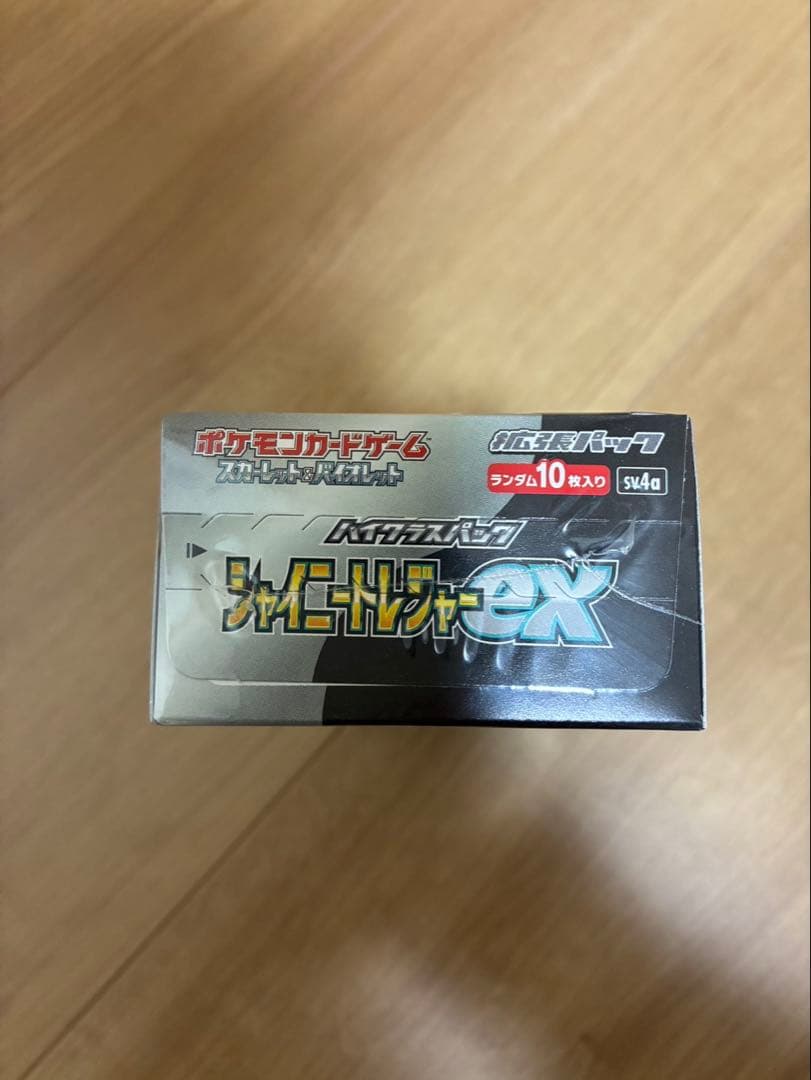 ポケモンカードゲーム
スカーレット&バイオレット
拡張パック
ランダム10枚入り
sv4a
ハイクラスパック
シャイニートレジャーex